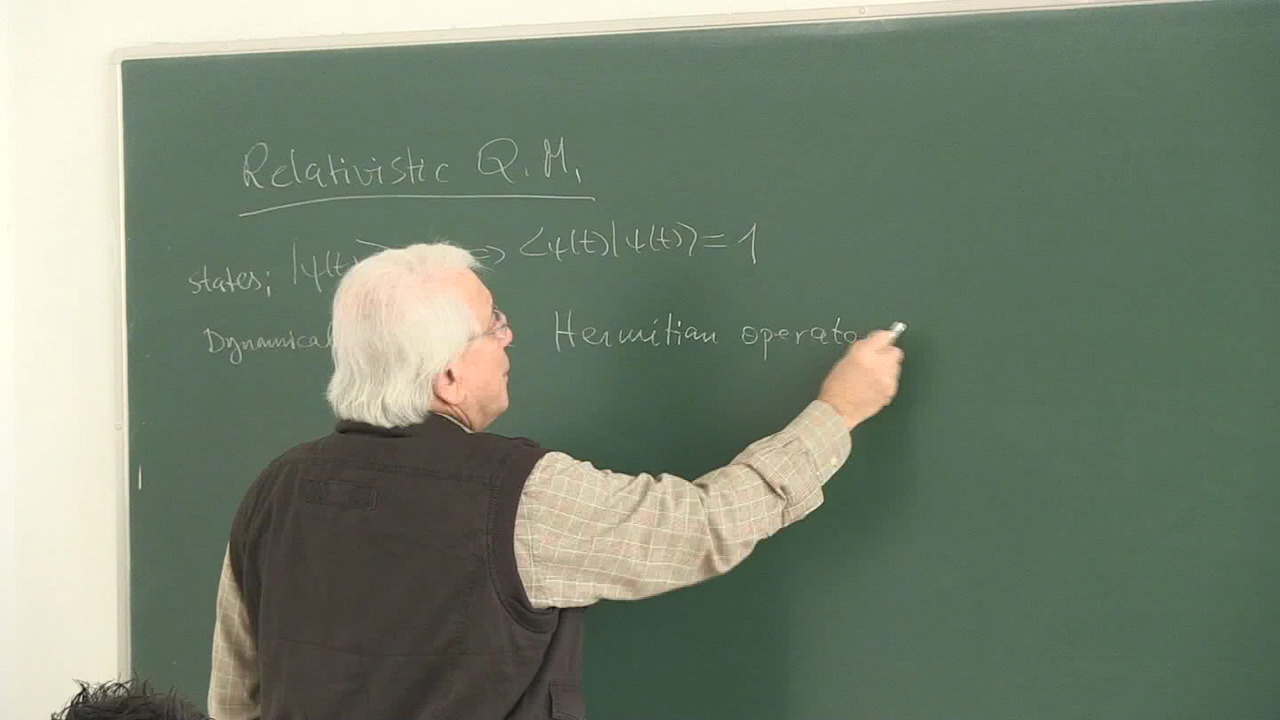 Relativistic Q.M.
states; |ψ(t)⟩ ⇒ ⟨ψ(t)|ψ(t)⟩ = 1
Dynamical Hermitian operato